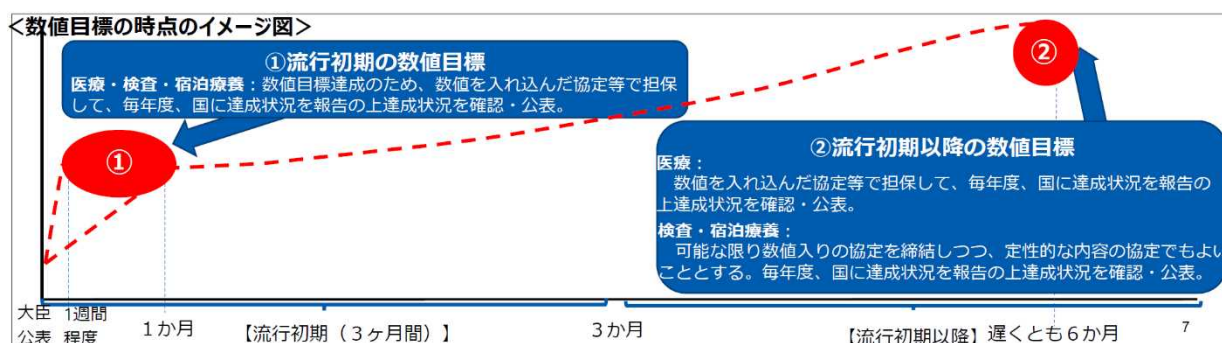 ＜数値目標の時点のイメージ図＞
①流行初期の数値目標
医療・検査・宿泊療養：数値目標達成のため、数値を入れ込んだ協定等で担保
して、毎年度、国に達成状況を報告の上達成状況を確認・公表。
①
②
②流行初期以降の数値目標
医療：
数値を入れ込んだ協定等で担保して、毎年度、国に達成状況を報告の
上達成状況を確認・公表。
検査・宿泊療養：
可能な限り数値入りの協定を締結しつつ、定性的な内容の協定でもよい
こととする。毎年度、国に達成状況を報告の上達成状況を確認・公表。
大臣
公表
1週間
程度
１か月
【流行初期（３ヶ月間）】
３か月
【流行初期以降】
遅くとも６か月
7